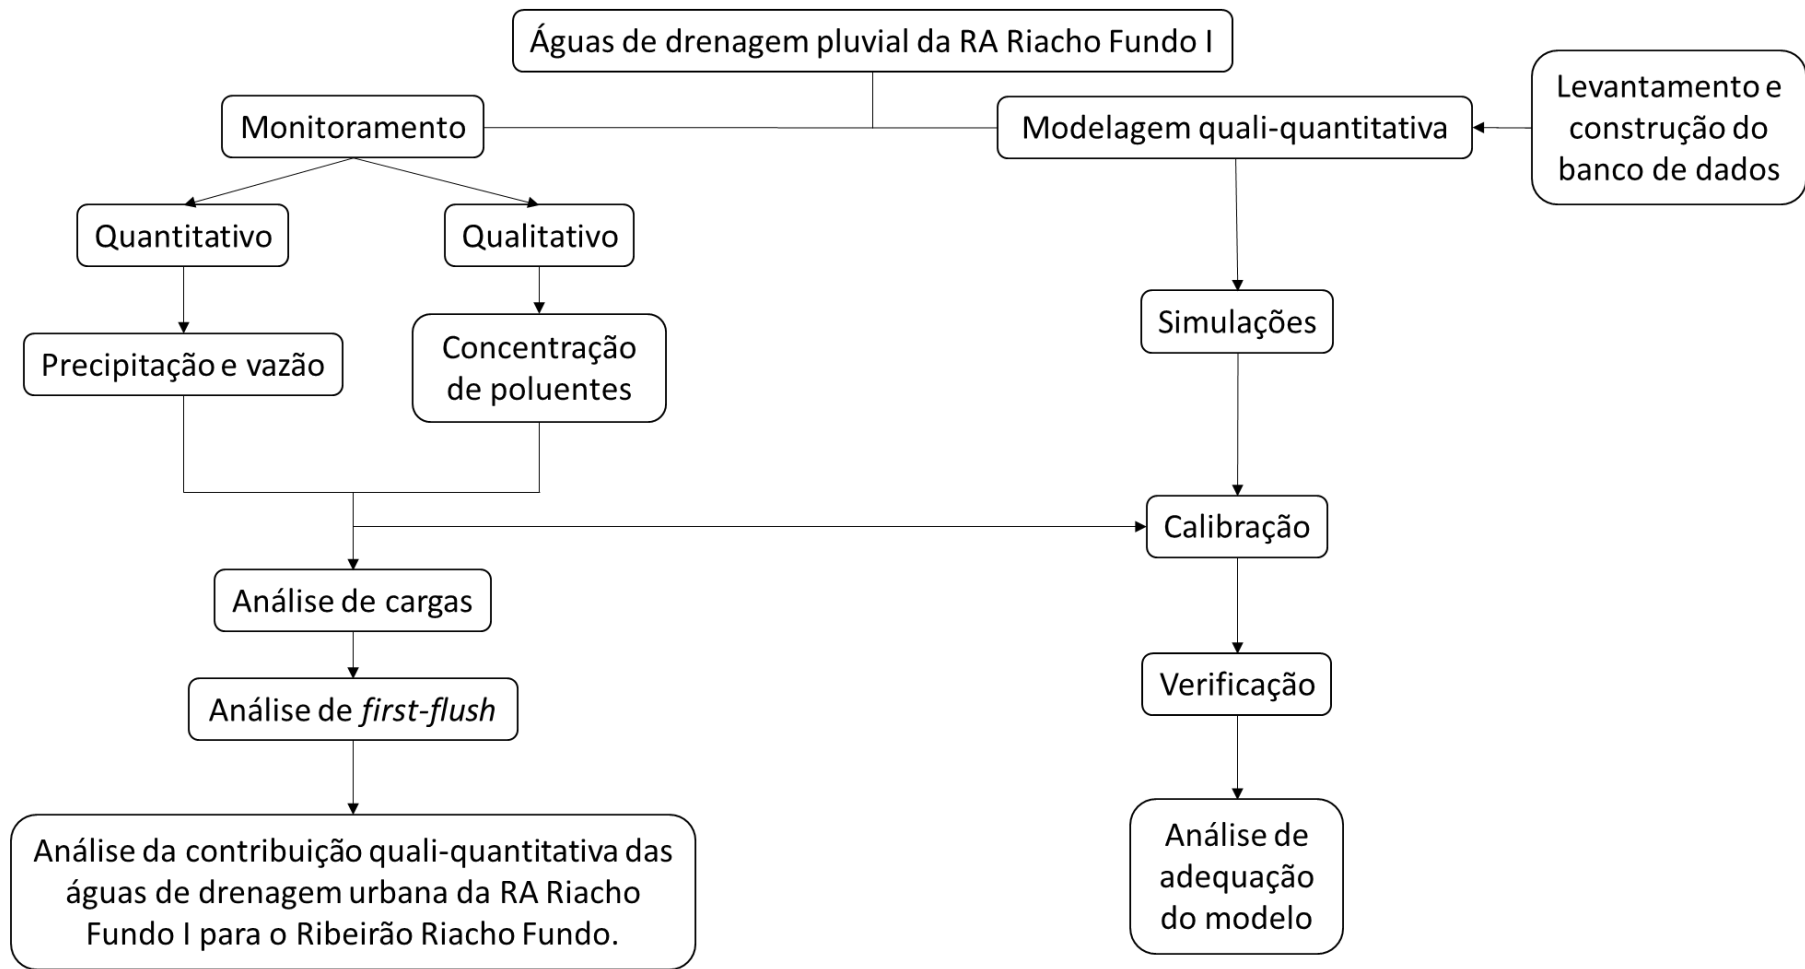 Águas de drenagem pluvial da RA Riacho Fundo I
Monitoramento
Modelagem quali-quantitativa
Levantamento e
construção do
banco de dados
Quantitativo
Qualitativo
Precipitação e vazão
Concentração
de poluentes
Simulações
Calibração
Análise de cargas
Análise de first-flush
Verificação
Análise da contribuição quali-quantitativa das
águas de drenagem urbana da RA Riacho
Fundo I para o Ribeirão Riacho Fundo.
Análise de
adequação
do modelo